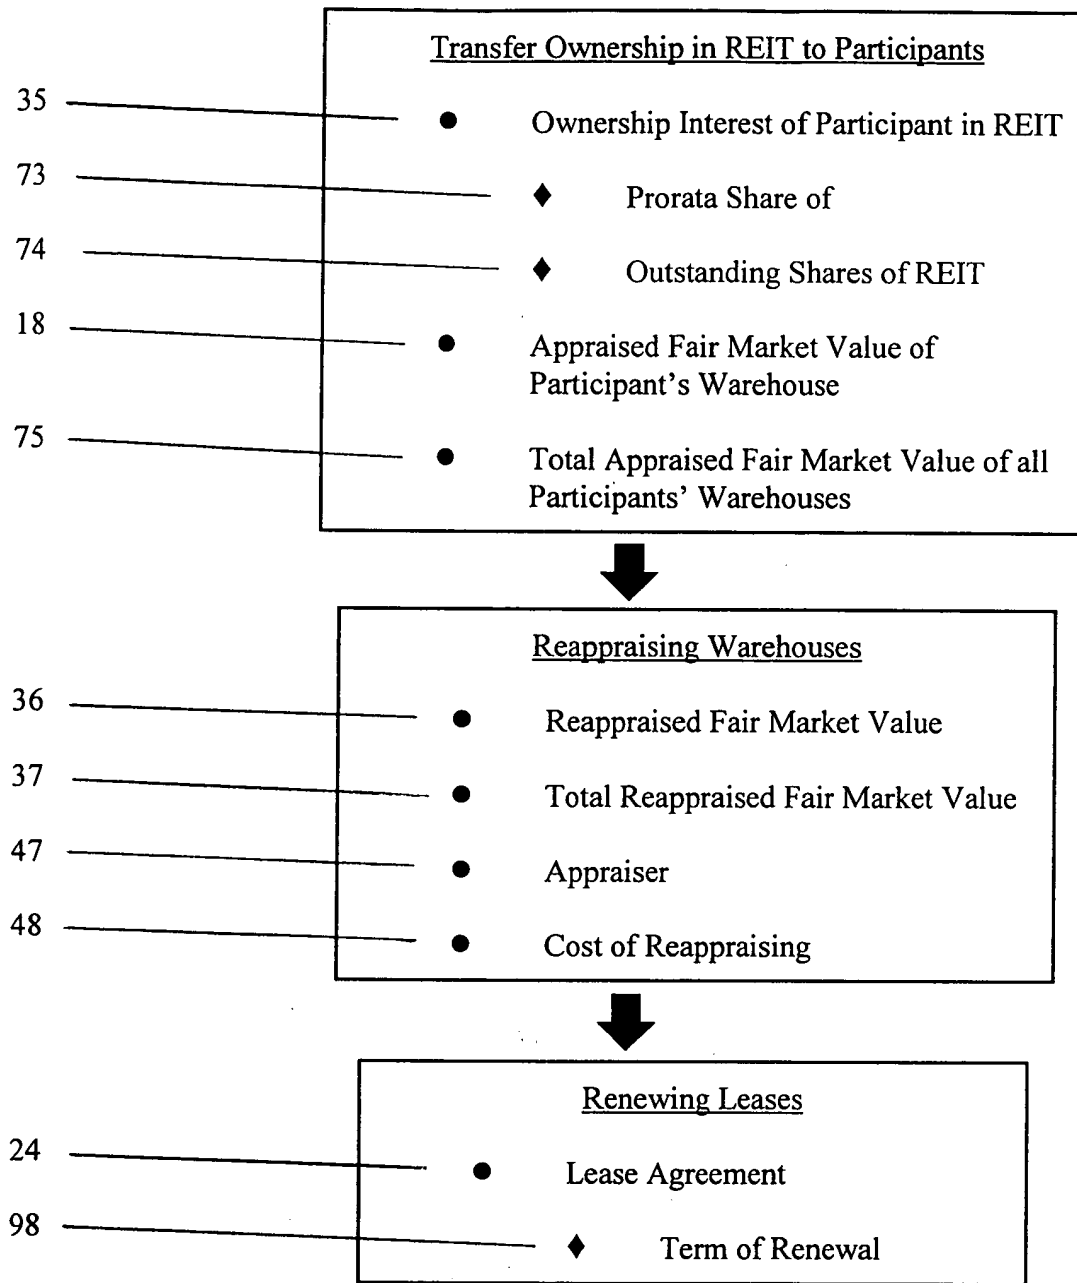 Transfer Ownership in REIT to Participants
35 ● Ownership Interest of Participant in REIT
73 ♦ Prorata Share of
74 ♦ Outstanding Shares of REIT
18 ● Appraised Fair Market Value of
Participant's Warehouse
75 ● Total Appraised Fair Market Value of all
Participants' Warehouses
Reappraising Warehouses
36 ● Reappraised Fair Market Value
37 ● Total Reappraised Fair Market Value
47 ● Appraiser
48 ● Cost of Reappraising
Renewing Leases
24 ● Lease Agreement
98 ♦ Term of Renewal